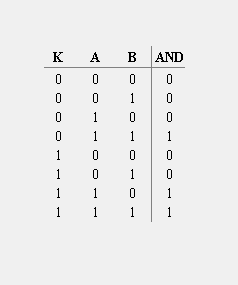 K A B AND
0 0 0 0
0 0 1 0
0 1 0 0
0 1 1 1
1 0 0 0
1 0 1 0
1 1 0 1
1 1 1 1